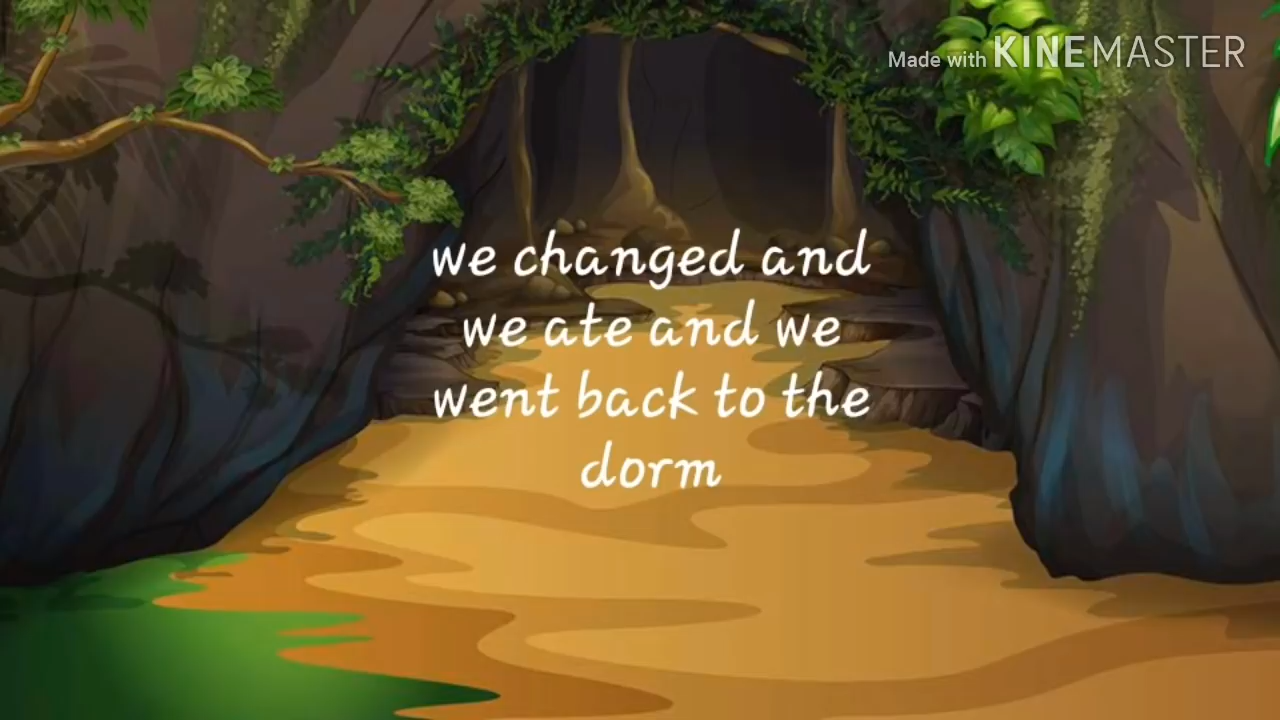 Made with KINEMASTER
we changed and
we ate and we
went back to the
dorm